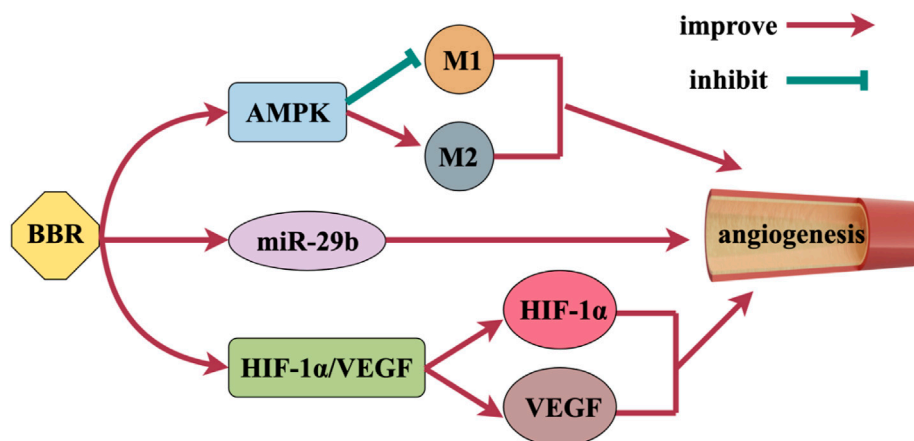 improve
inhibit
M1
AMPK
M2
BBR
miR-29b
angiogenesis
HIF-1α
HIF-1α/VEGF
VEGF